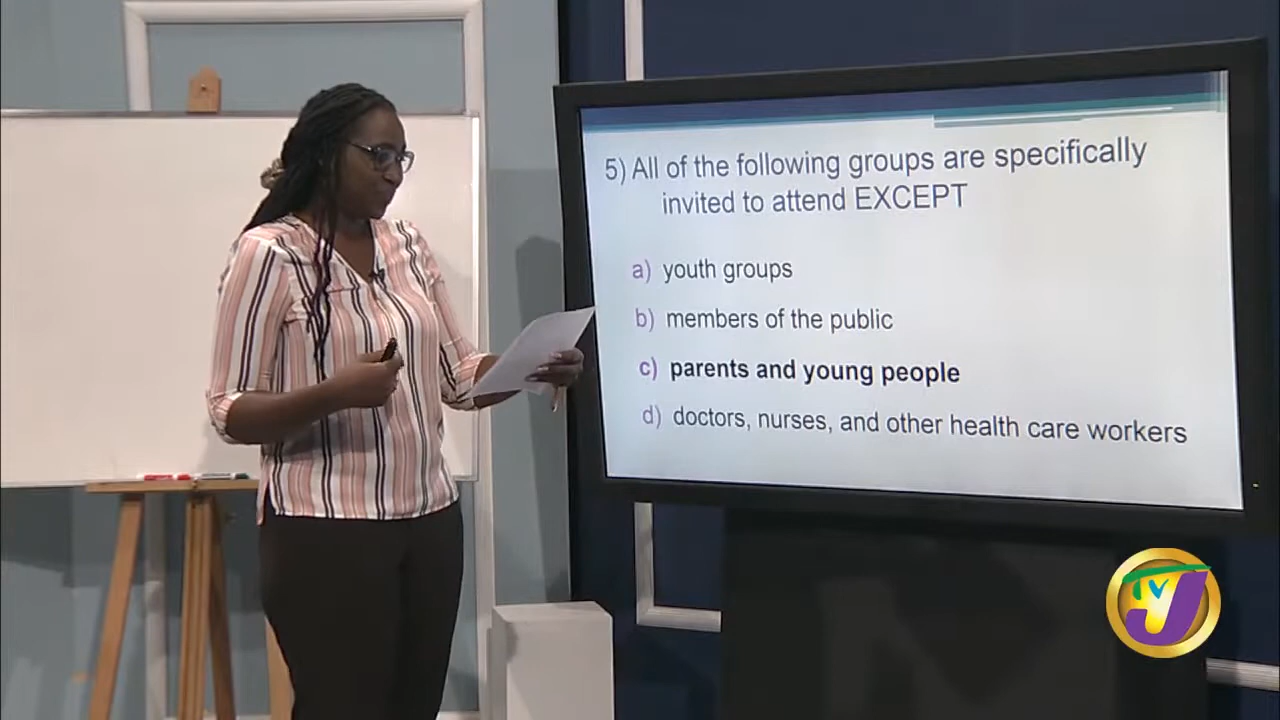 5) All of the following groups are specifically
invited to attend EXCEPT
a) youth groups
b) members of the public
c) parents and young people
d) doctors, nurses, and other health care workers
TVJ